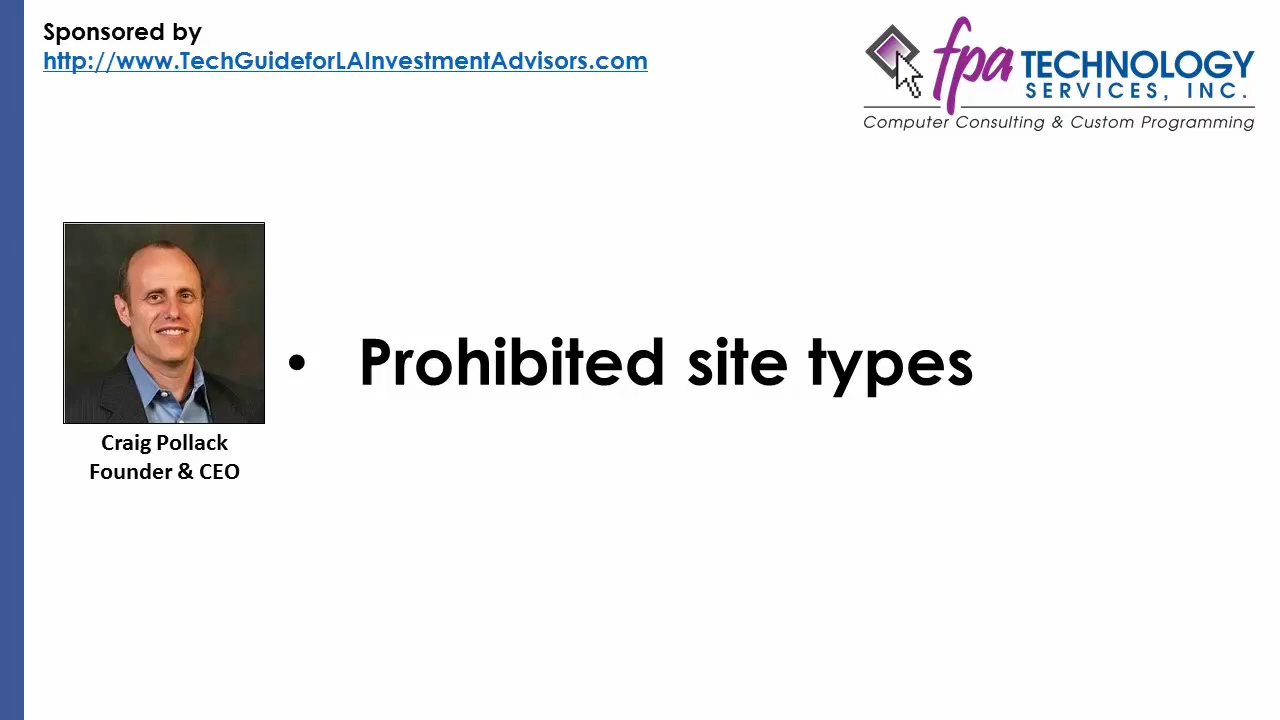 Sponsored by
http://www.TechGuideforLAInvestmentAdvisors.com
fpa TECHNOLOGY
SERVICES, INC.
Computer Consulting & Custom Programming
• Prohibited site types
Craig Pollack
Founder & CEO